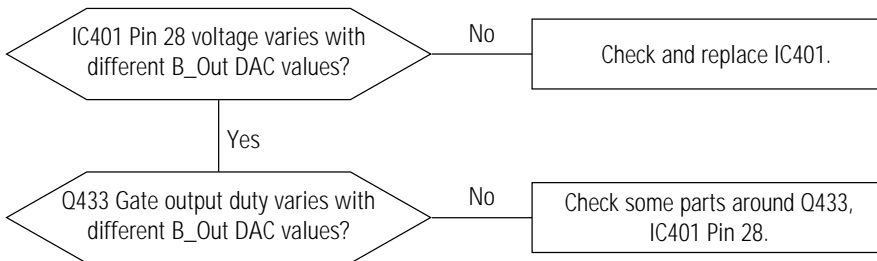 IC401 Pin 28 voltage varies with
different B_Out DAC values?
No
Check and replace IC401.
Yes
Q433 Gate output duty varies with
different B_Out DAC values?
No
Check some parts around Q433,
IC401 Pin 28.